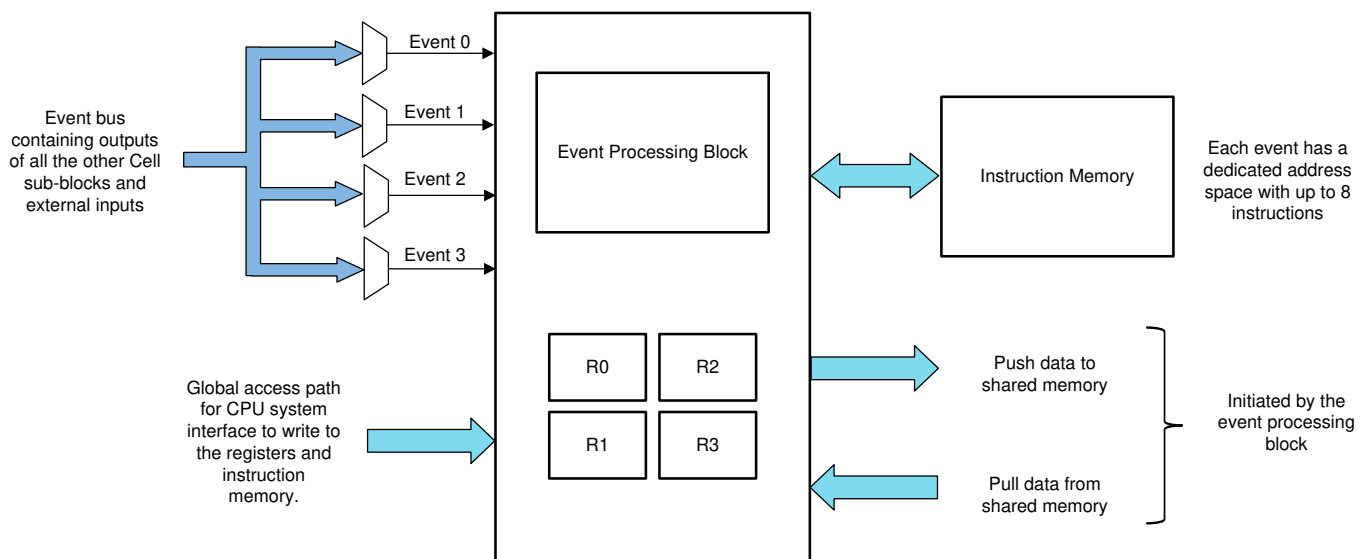 Event bus
containing outputs
of all the other Cell
sub-blocks and
external inputs
Event 0
Event 1
Event 2
Event 3
Event Processing Block
Instruction Memory
Each event has a
dedicated address
space with up to 8
instructions
Global access path
for CPU system
interface to write to
the registers and
instruction
memory.
R0
R2
R1
R3
Push data to
shared memory
Pull data from
shared memory
Initiated by the
event processing
block